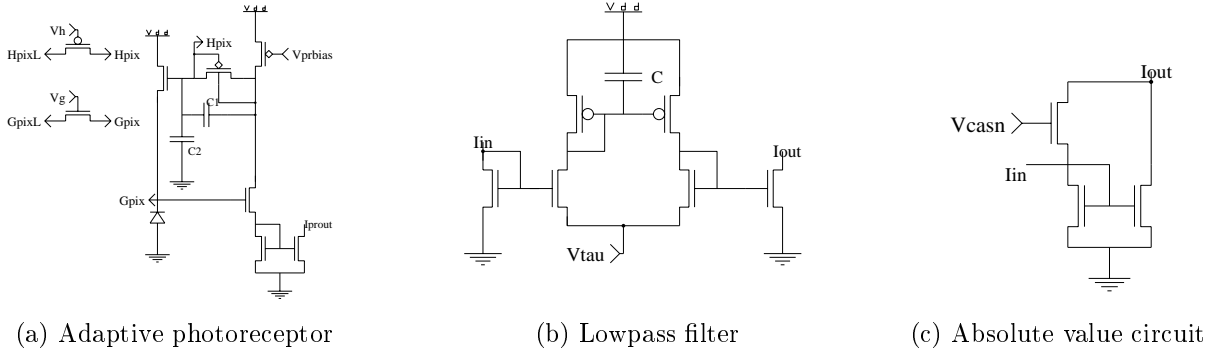 Vdd
Vh
HpixL
Hpix
Vg
GpixL
Gpix
Vdd
Hpix
Vprbias
C1
C2
Gpix
Iprout
(a) Adaptive photoreceptor
Vdd
C
Iin
Iout
Vtau
(b) Lowpass filter
Iout
Vcasn
Iin
(c) Absolute value circuit